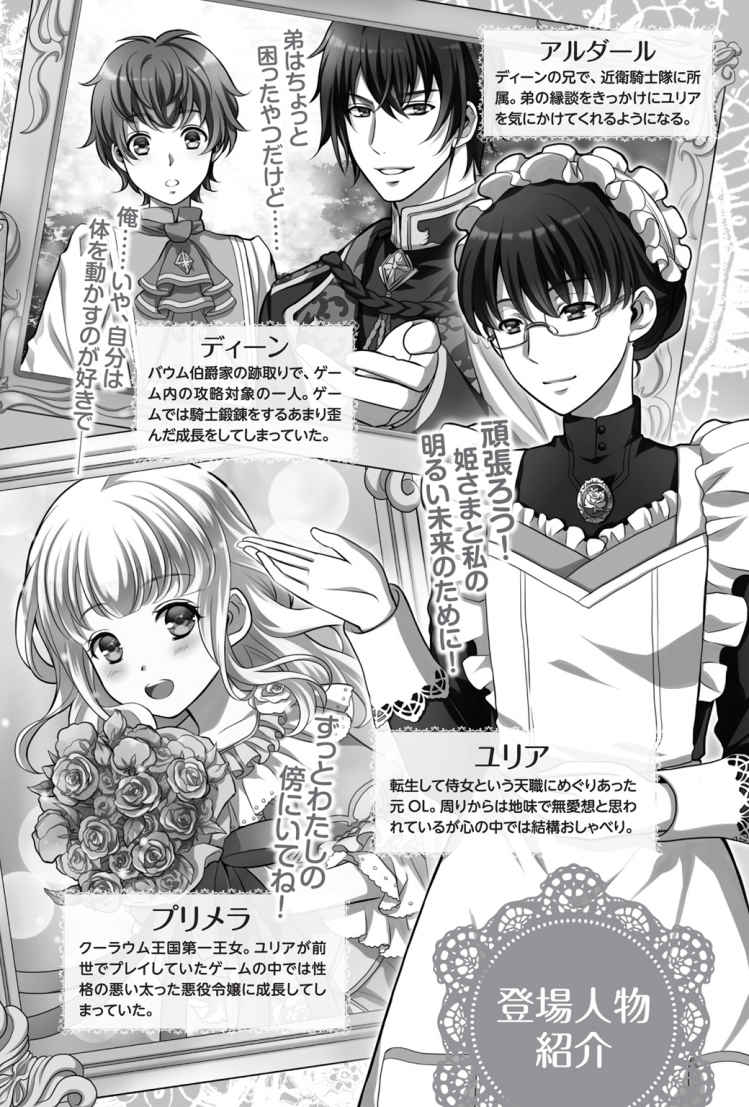 アルダール
ディーンの兄で、近衛騎士隊に所
属。弟の縁談をきっかけにユリア
を気にかけてくれるようになる。
弟はちょっと
困ったやつだけど……
俺……いや、自分は
体を動かすのが好きで――
ディーン
バウム伯爵家の跡取りで、ゲー
ム内の攻略対象の一人。ゲー
ムでは騎士鍛錬をするあまり歪
んだ成長をしてしまっていた。
頑張ろう!
姫さまと私の
明るい未来のために!
ユリア
転生して侍女という天職にめぐりあった
元OL。周りからは地味で無愛想と思わ
れているが心の中では結構おしゃべり。
ずっとわたしの
傍にいてね!
プリメラ
クーラウム王国第一王女。ユリアが前
世でプレイしていたゲームの中では性
格の悪い太った悪役令嬢に成長してし
まっていた。
登場人物
紹介